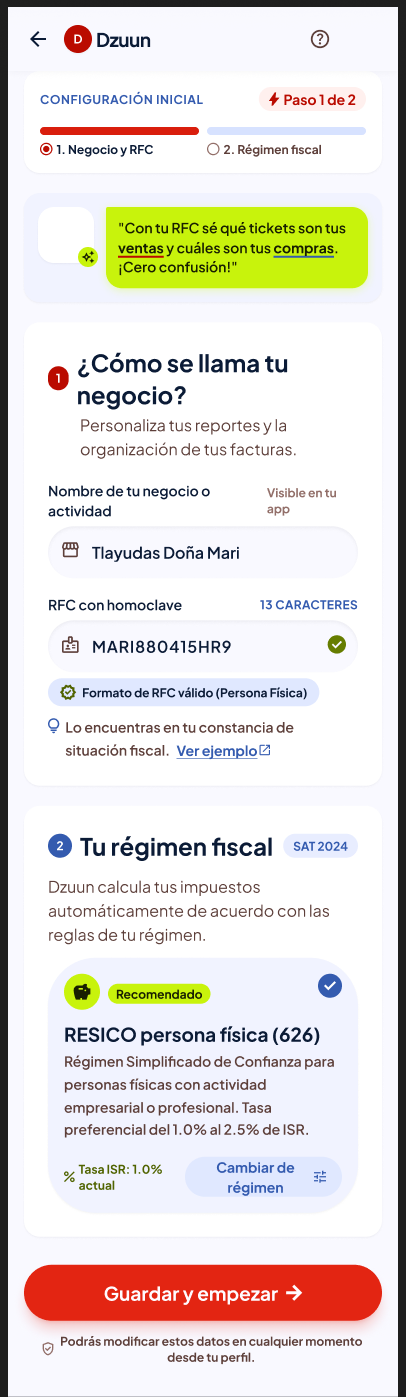 D Dzuun
CONFIGURACIÓN INICIAL
Paso 1 de 2
1. Negocio y RFC
2. Régimen fiscal
"Con tu RFC sé qué tickets son tus
ventas y cuáles son tus compras.
¡Cero confusión!"
1
¿Cómo se llama tu
negocio?
Personaliza tus reportes y la
organización de tus facturas.
Nombre de tu negocio o
actividad
Visible en tu
app
Tlayudas Doña Mari
RFC con homoclave
13 CARACTERES
MARI880415HR9
Formato de RFC válido (Persona Física)
Lo encuentras en tu constancia de
situación fiscal. Ver ejemplo
2
Tu régimen fiscal
SAT 2024
Dzuun calcula tus impuestos
automáticamente de acuerdo con las
reglas de tu régimen.
Recomendado
RESICO persona física (626)
Régimen Simplificado de Confianza para
personas físicas con actividad
empresarial o profesional. Tasa
preferencial del 1.0% al 2.5% de ISR.
% Tasa ISR: 1.0%
actual
Cambiar de
régimen
Guardar y empezar →
Podrás modificar estos datos en cualquier momento
desde tu perfil.